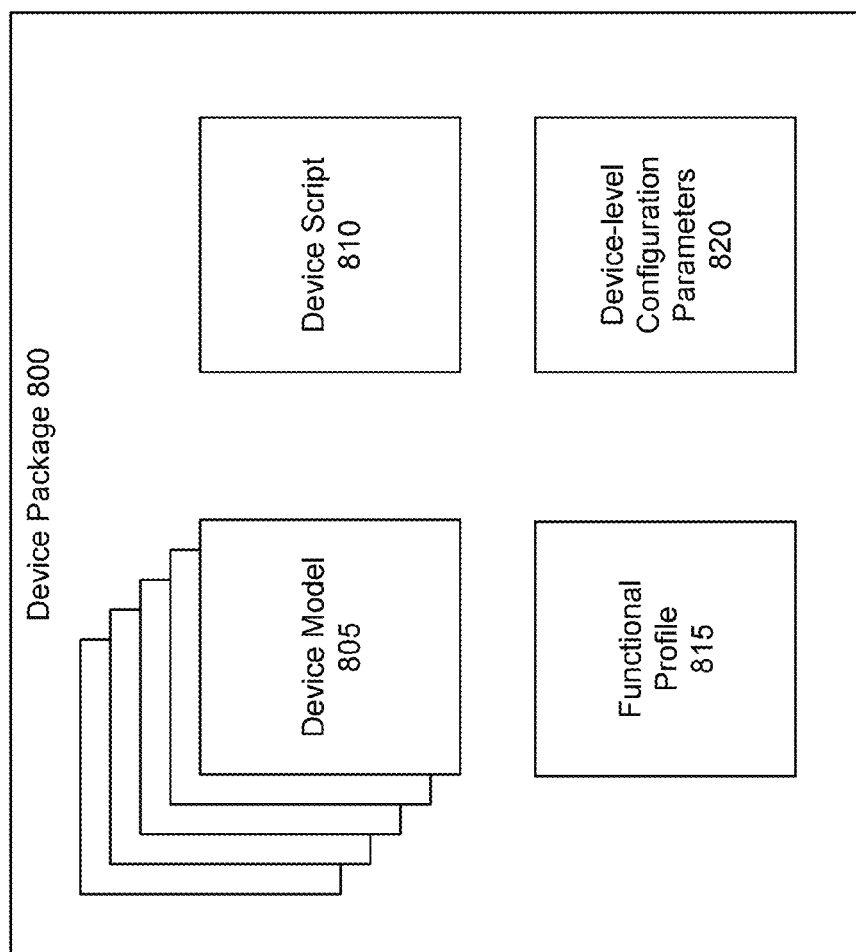 Device Package 800
Device Model
805
Device Script
810
Functional
Profile
815
Device-level
Configuration
Parameters
820